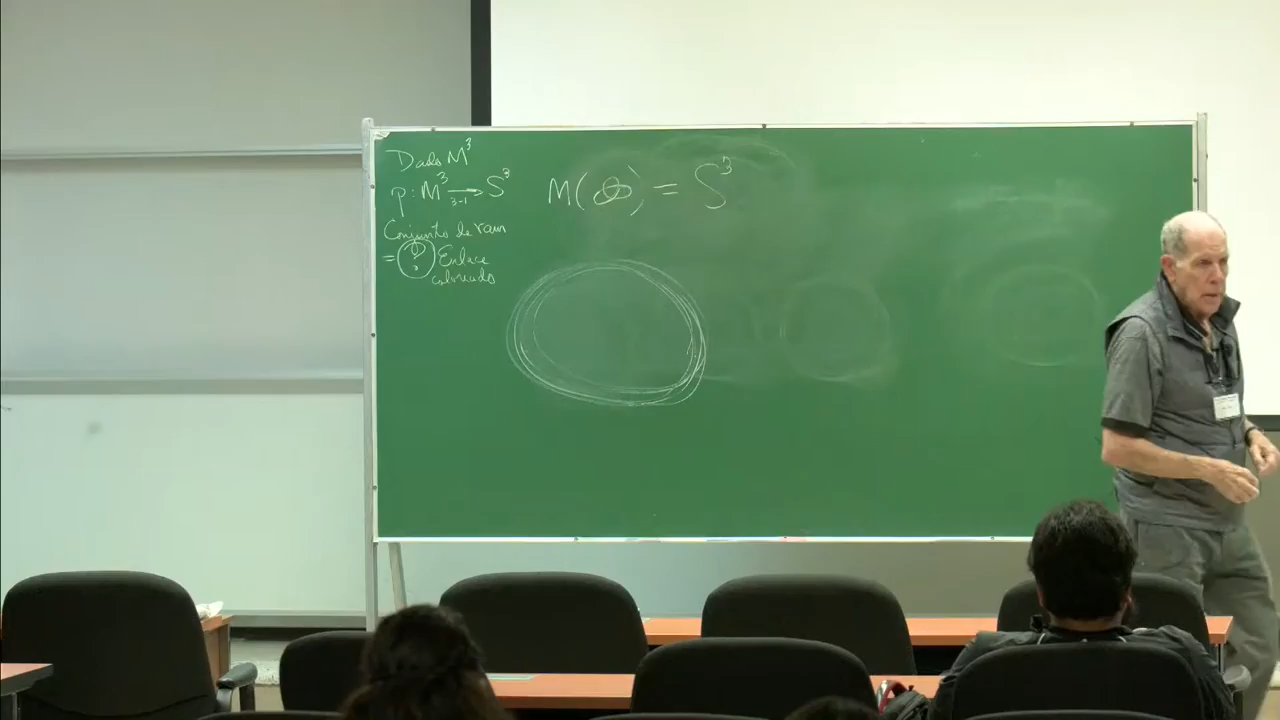 Dado M³
p: M³ → S³
3-1
Conjunto de ram
= Enlace
coloreado
M( ) = S³